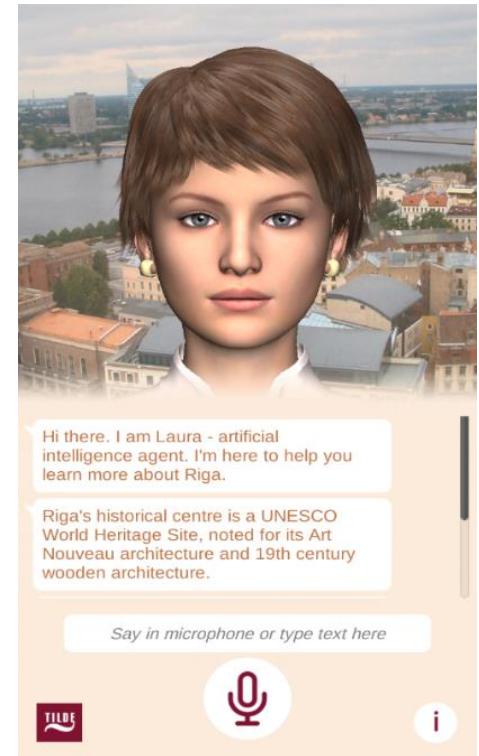 Hi there. I am Laura - artificial
intelligence agent. I'm here to help you
learn more about Riga.
Riga's historical centre is a UNESCO
World Heritage Site, noted for its Art
Nouveau architecture and 19th century
wooden architecture.
Say in microphone or type text here
TILDE
i